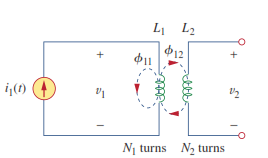 L₁ L₂
+ ϕ₁₁ ϕ₁₂ +
i₁(t) v₁ v₂
− −
N₁ turns N₂ turns